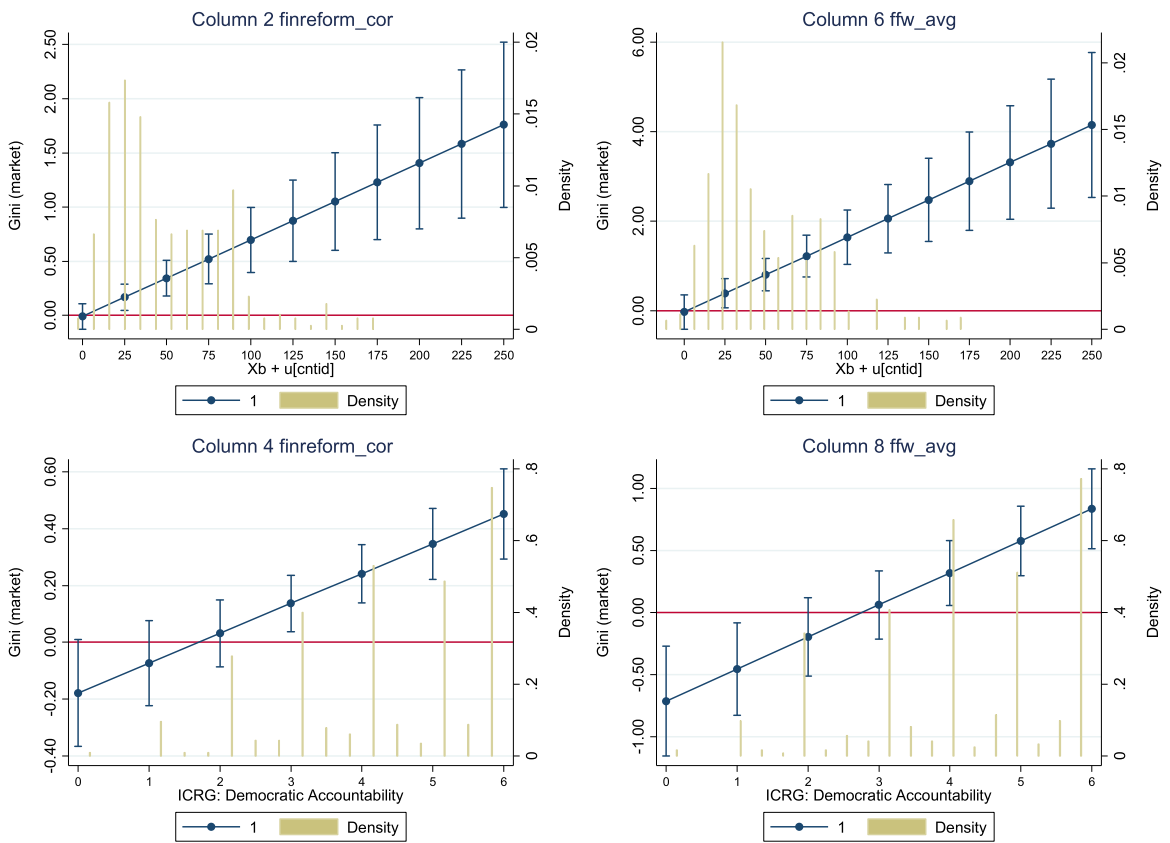 Column 2 finreform_cor
Gini (market)
0.00 0.50 1.00 1.50 2.00 2.50
0 .005 .01 .015 .02
Density
0 25 50 75 100 125 150 175 200 225 250
Xb + u[cntid]
1 Density
Column 6 ffw_avg
Gini (market)
0.00 2.00 4.00 6.00
0 .005 .01 .015 .02
Density
0 25 50 75 100 125 150 175 200 225 250
Xb + u[cntid]
1 Density
Column 4 finreform_cor
Gini (market)
-0.40 -0.20 0.00 0.20 0.40 0.60
0 .2 .4 .6 .8
Density
0 1 2 3 4 5 6
ICRG: Democratic Accountability
1 Density
Column 8 ffw_avg
Gini (market)
-1.00 -0.50 0.00 0.50 1.00
0 .2 .4 .6 .8
Density
0 1 2 3 4 5 6
ICRG: Democratic Accountability
1 Density